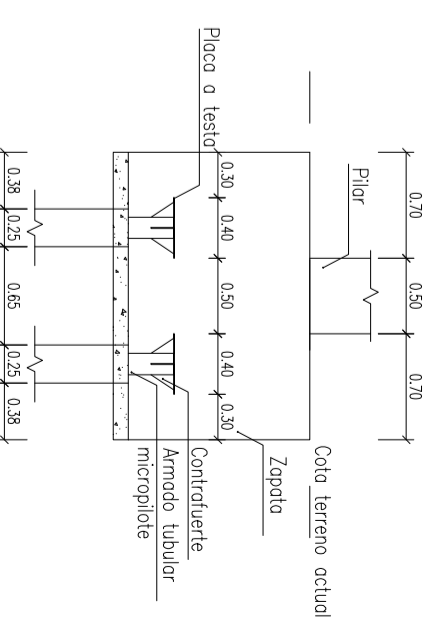 0.70
0.50
0.70
Cota terreno actual
Pilar
Zapata
0.30
0.40
0.50
0.40
0.30
Placa a testa
Contrafuerte
Armado tubular
micropilote
0.38
0.25
0.65
0.25
0.38